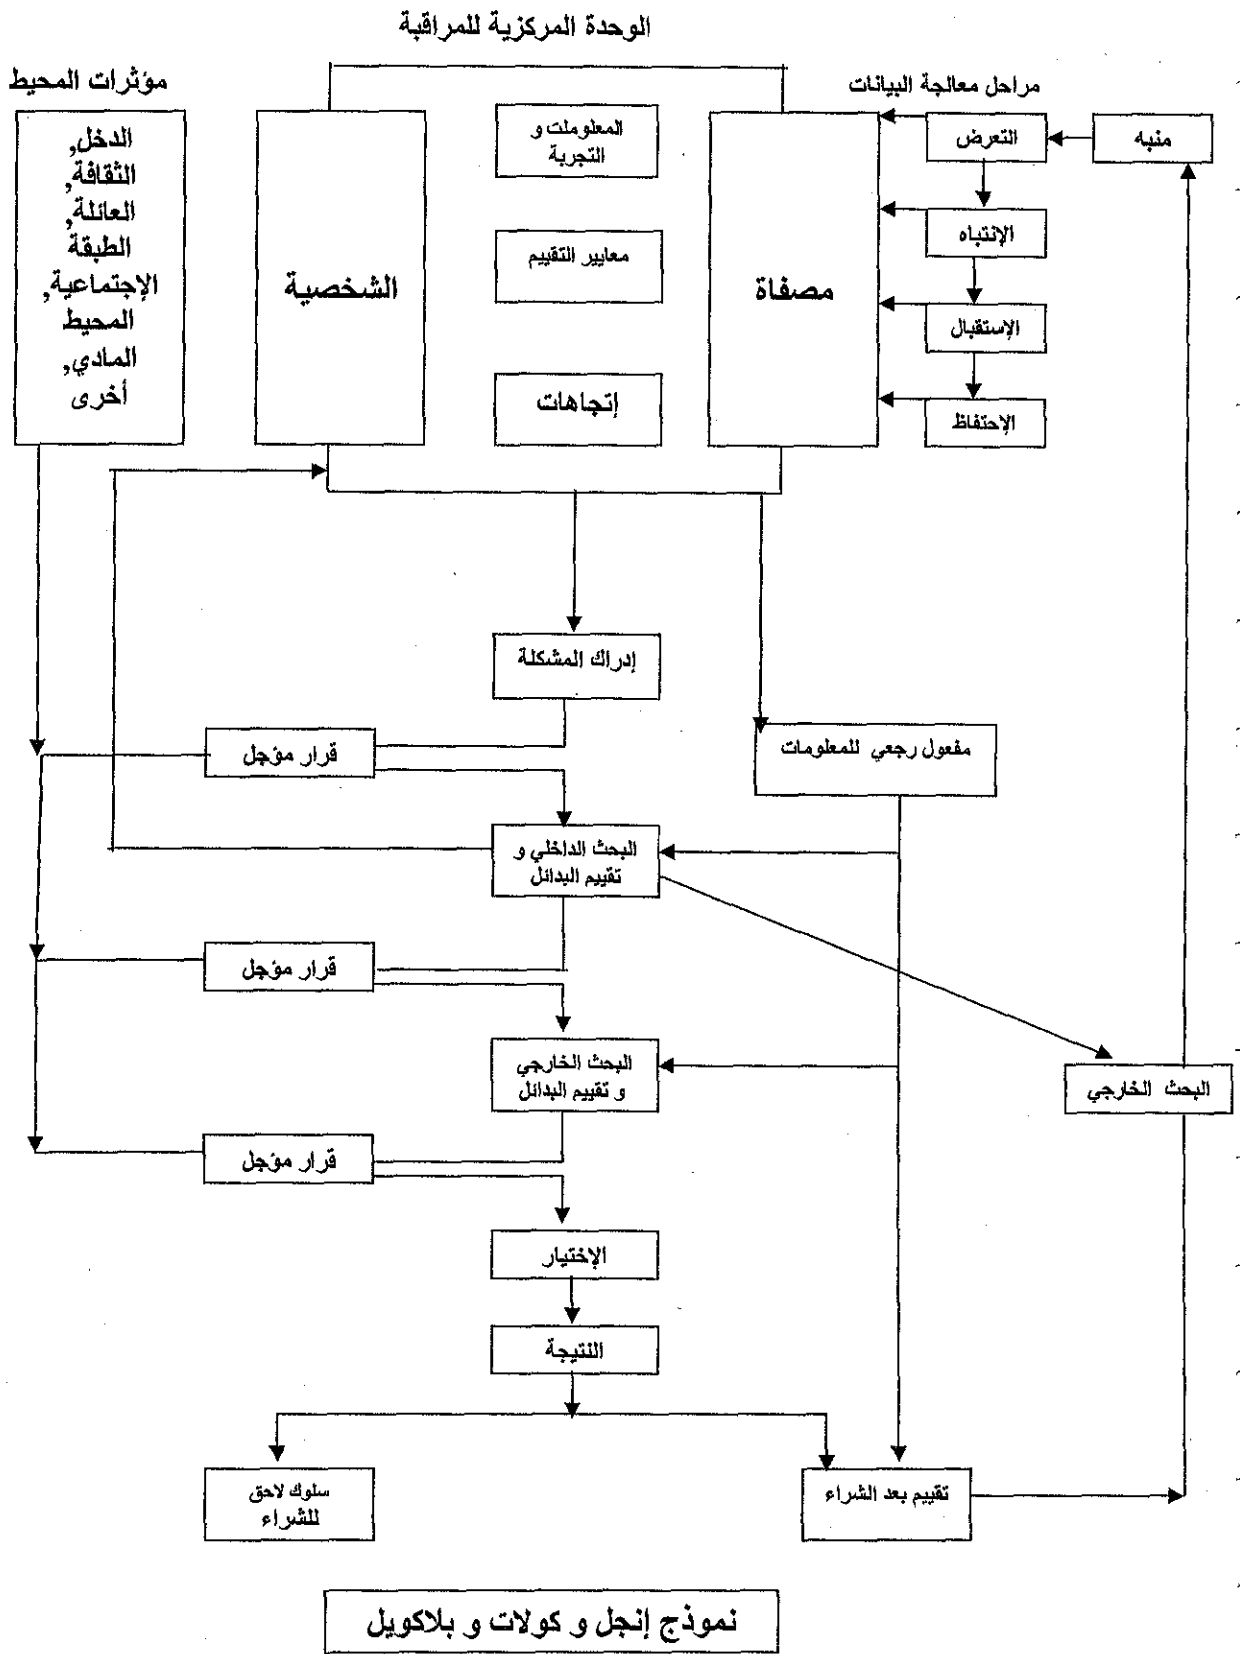 الوحدة المركزية للمراقبة
مؤثرات المحيط
مراحل معالجة البيانات
منبه
التعرض
الإنتباه
الإستقبال
الإحتفاظ
مصفاة
المعلوملت و
التجربة
معايير التقييم
إتجاهات
الشخصية
الدخل,
الثقافة,
العائلة,
الطبقة
الإجتماعية,
المحيط
المادي,
أخرى
إدراك المشكلة
قرار مؤجل
مفعول رجعي للمعلومات
البحث الداخلي و
تقييم البدائل
قرار مؤجل
البحث الخارجي
و تقييم البدائل
البحث الخارجي
قرار مؤجل
الإختيار
النتيجة
تقييم بعد الشراء
سلوك لاحق
للشراء
نموذج إنجل و كولات و بلاكويل